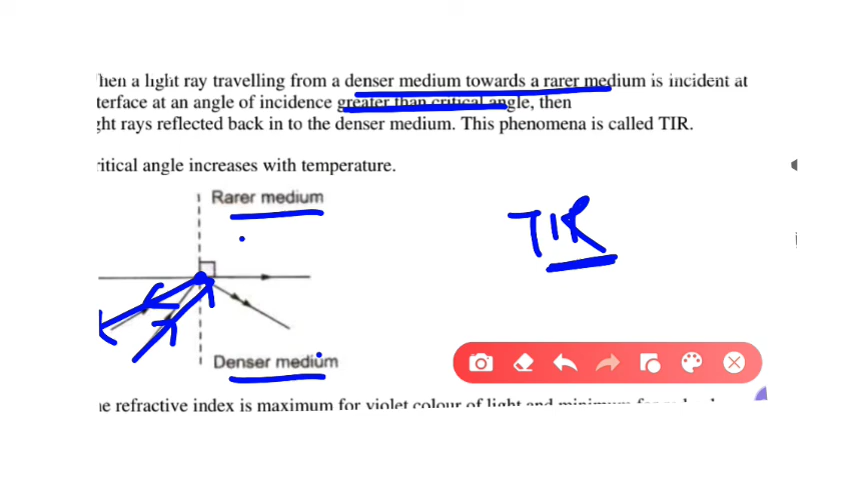 hen a light ray travelling from a denser medium towards a rarer medium is incident at
terface at an angle of incidence greater than critical angle, then
ght rays reflected back in to the denser medium. This phenomena is called TIR.
ritical angle increases with temperature.
Rarer medium
TIR
Denser medium
he refractive index is maximum for violet colour of light and minimum for